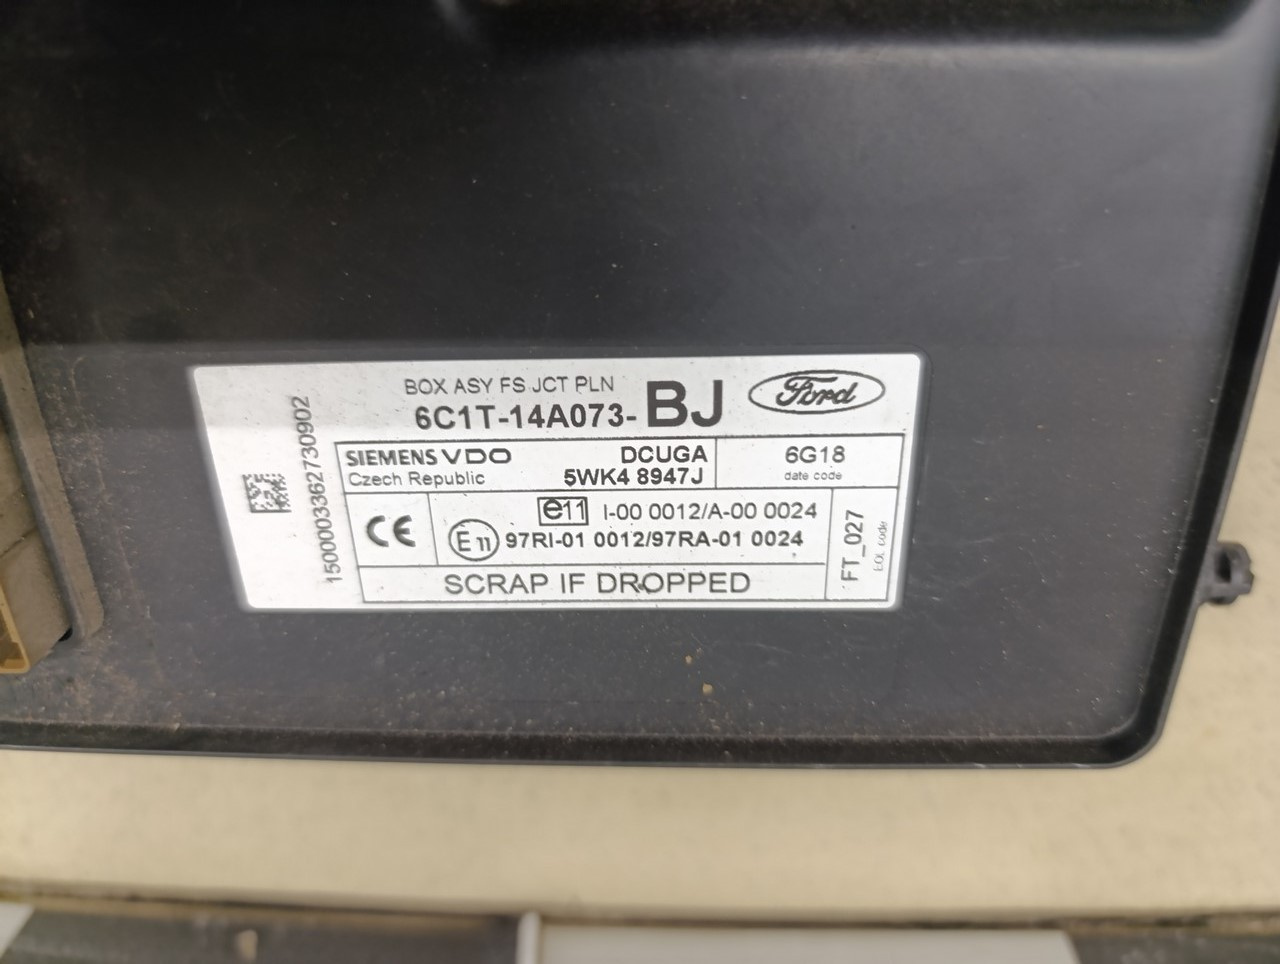 BOX ASY FS JCT PLN
6C1T-14A073-BJ
Ford
SIEMENS VDO
Czech Republic
DCUGA
5WK4 8947J
6G18
date code
CE
e11 I-00 0012/A-00 0024
E11 97RI-01 0012/97RA-01 0024
SCRAP IF DROPPED
FT_027
EOL code
1500003362730902